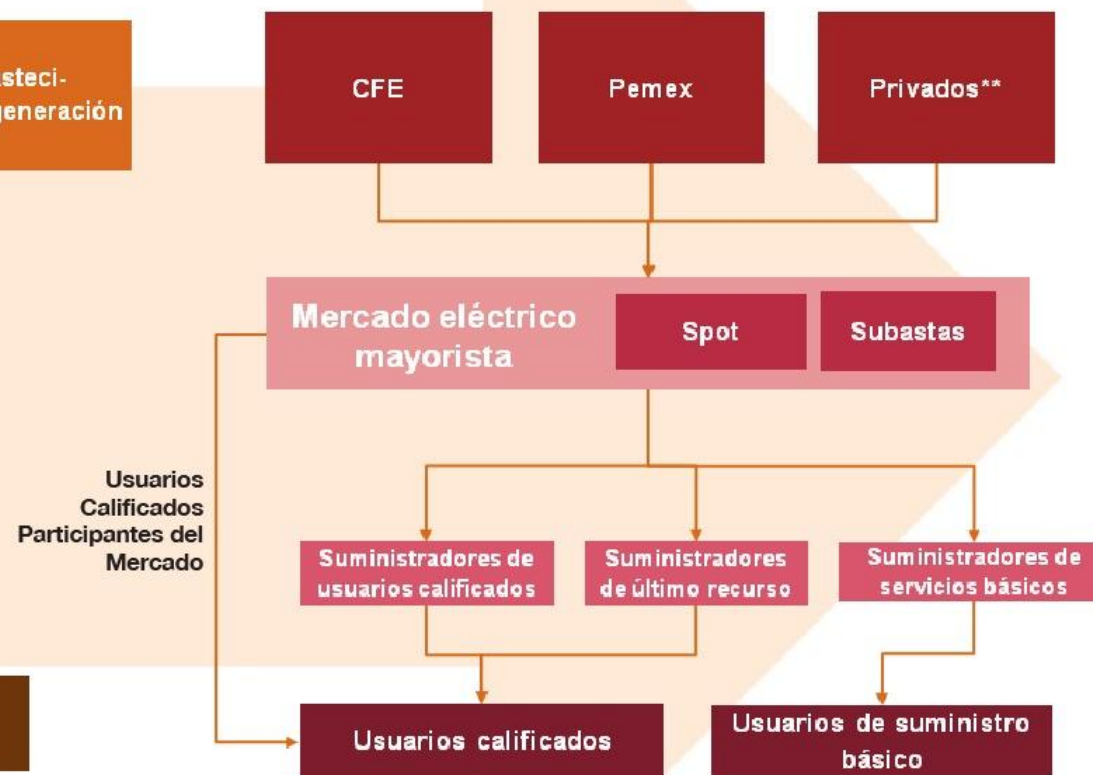 asteci-
generación
CFE
Pemex
Privados**
Mercado eléctrico
mayorista
Spot
Subastas
Usuarios
Calificados
Participantes del
Mercado
Suministradores de
usuarios calificados
Suministradores
de último recurso
Suministradores de
servicios básicos
Usuarios calificados
Usuarios de suministro
básico